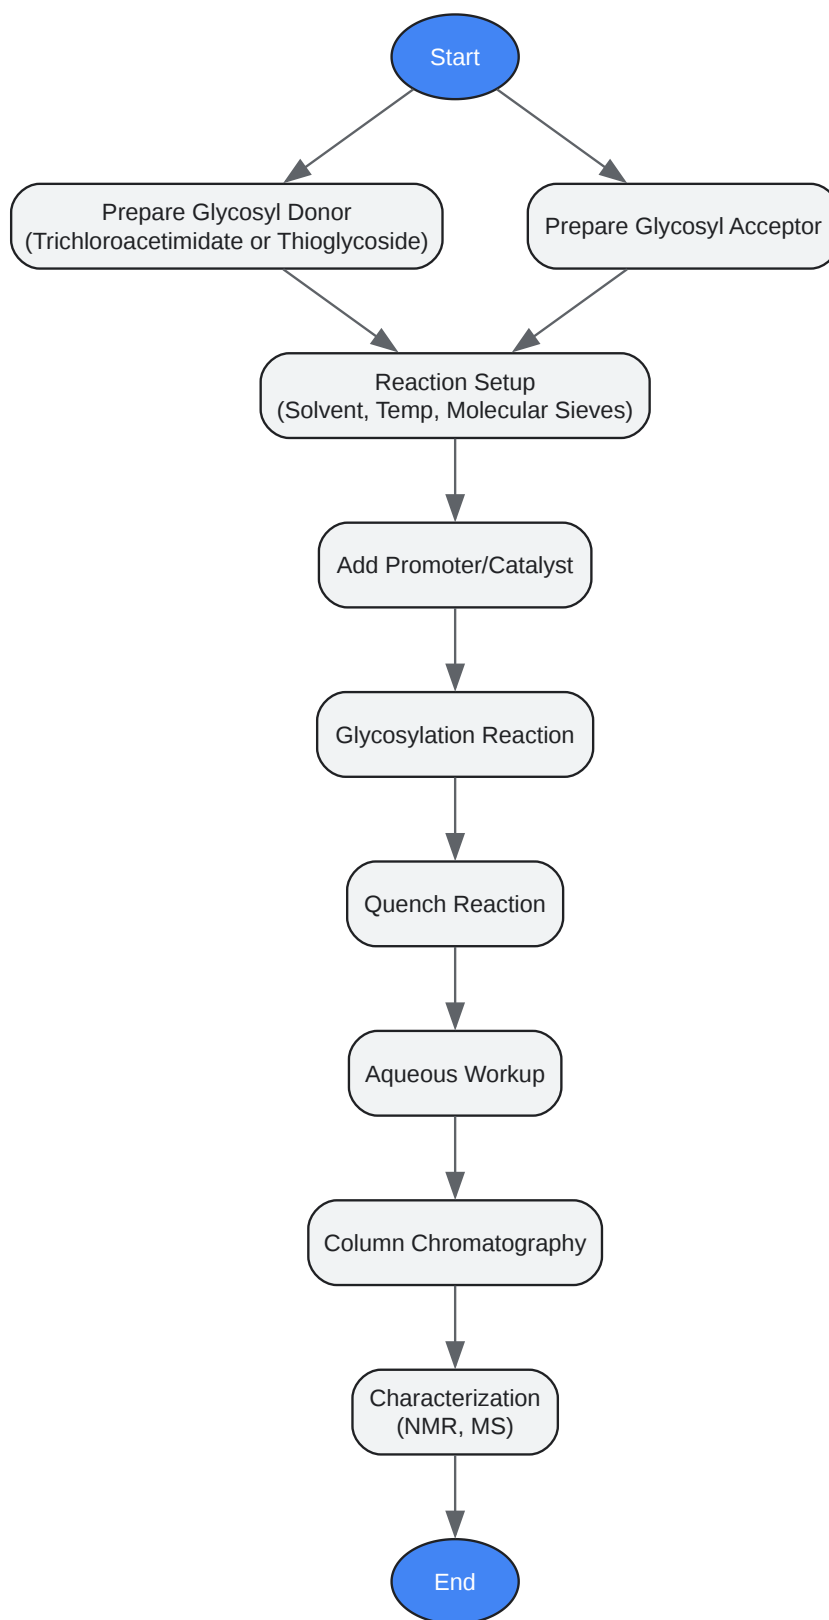 Start
Prepare Glycosyl Donor
(Trichloroacetimidate or Thioglycoside)
Prepare Glycosyl Acceptor
Reaction Setup
(Solvent, Temp, Molecular Sieves)
Add Promoter/Catalyst
Glycosylation Reaction
Quench Reaction
Aqueous Workup
Column Chromatography
Characterization
(NMR, MS)
End